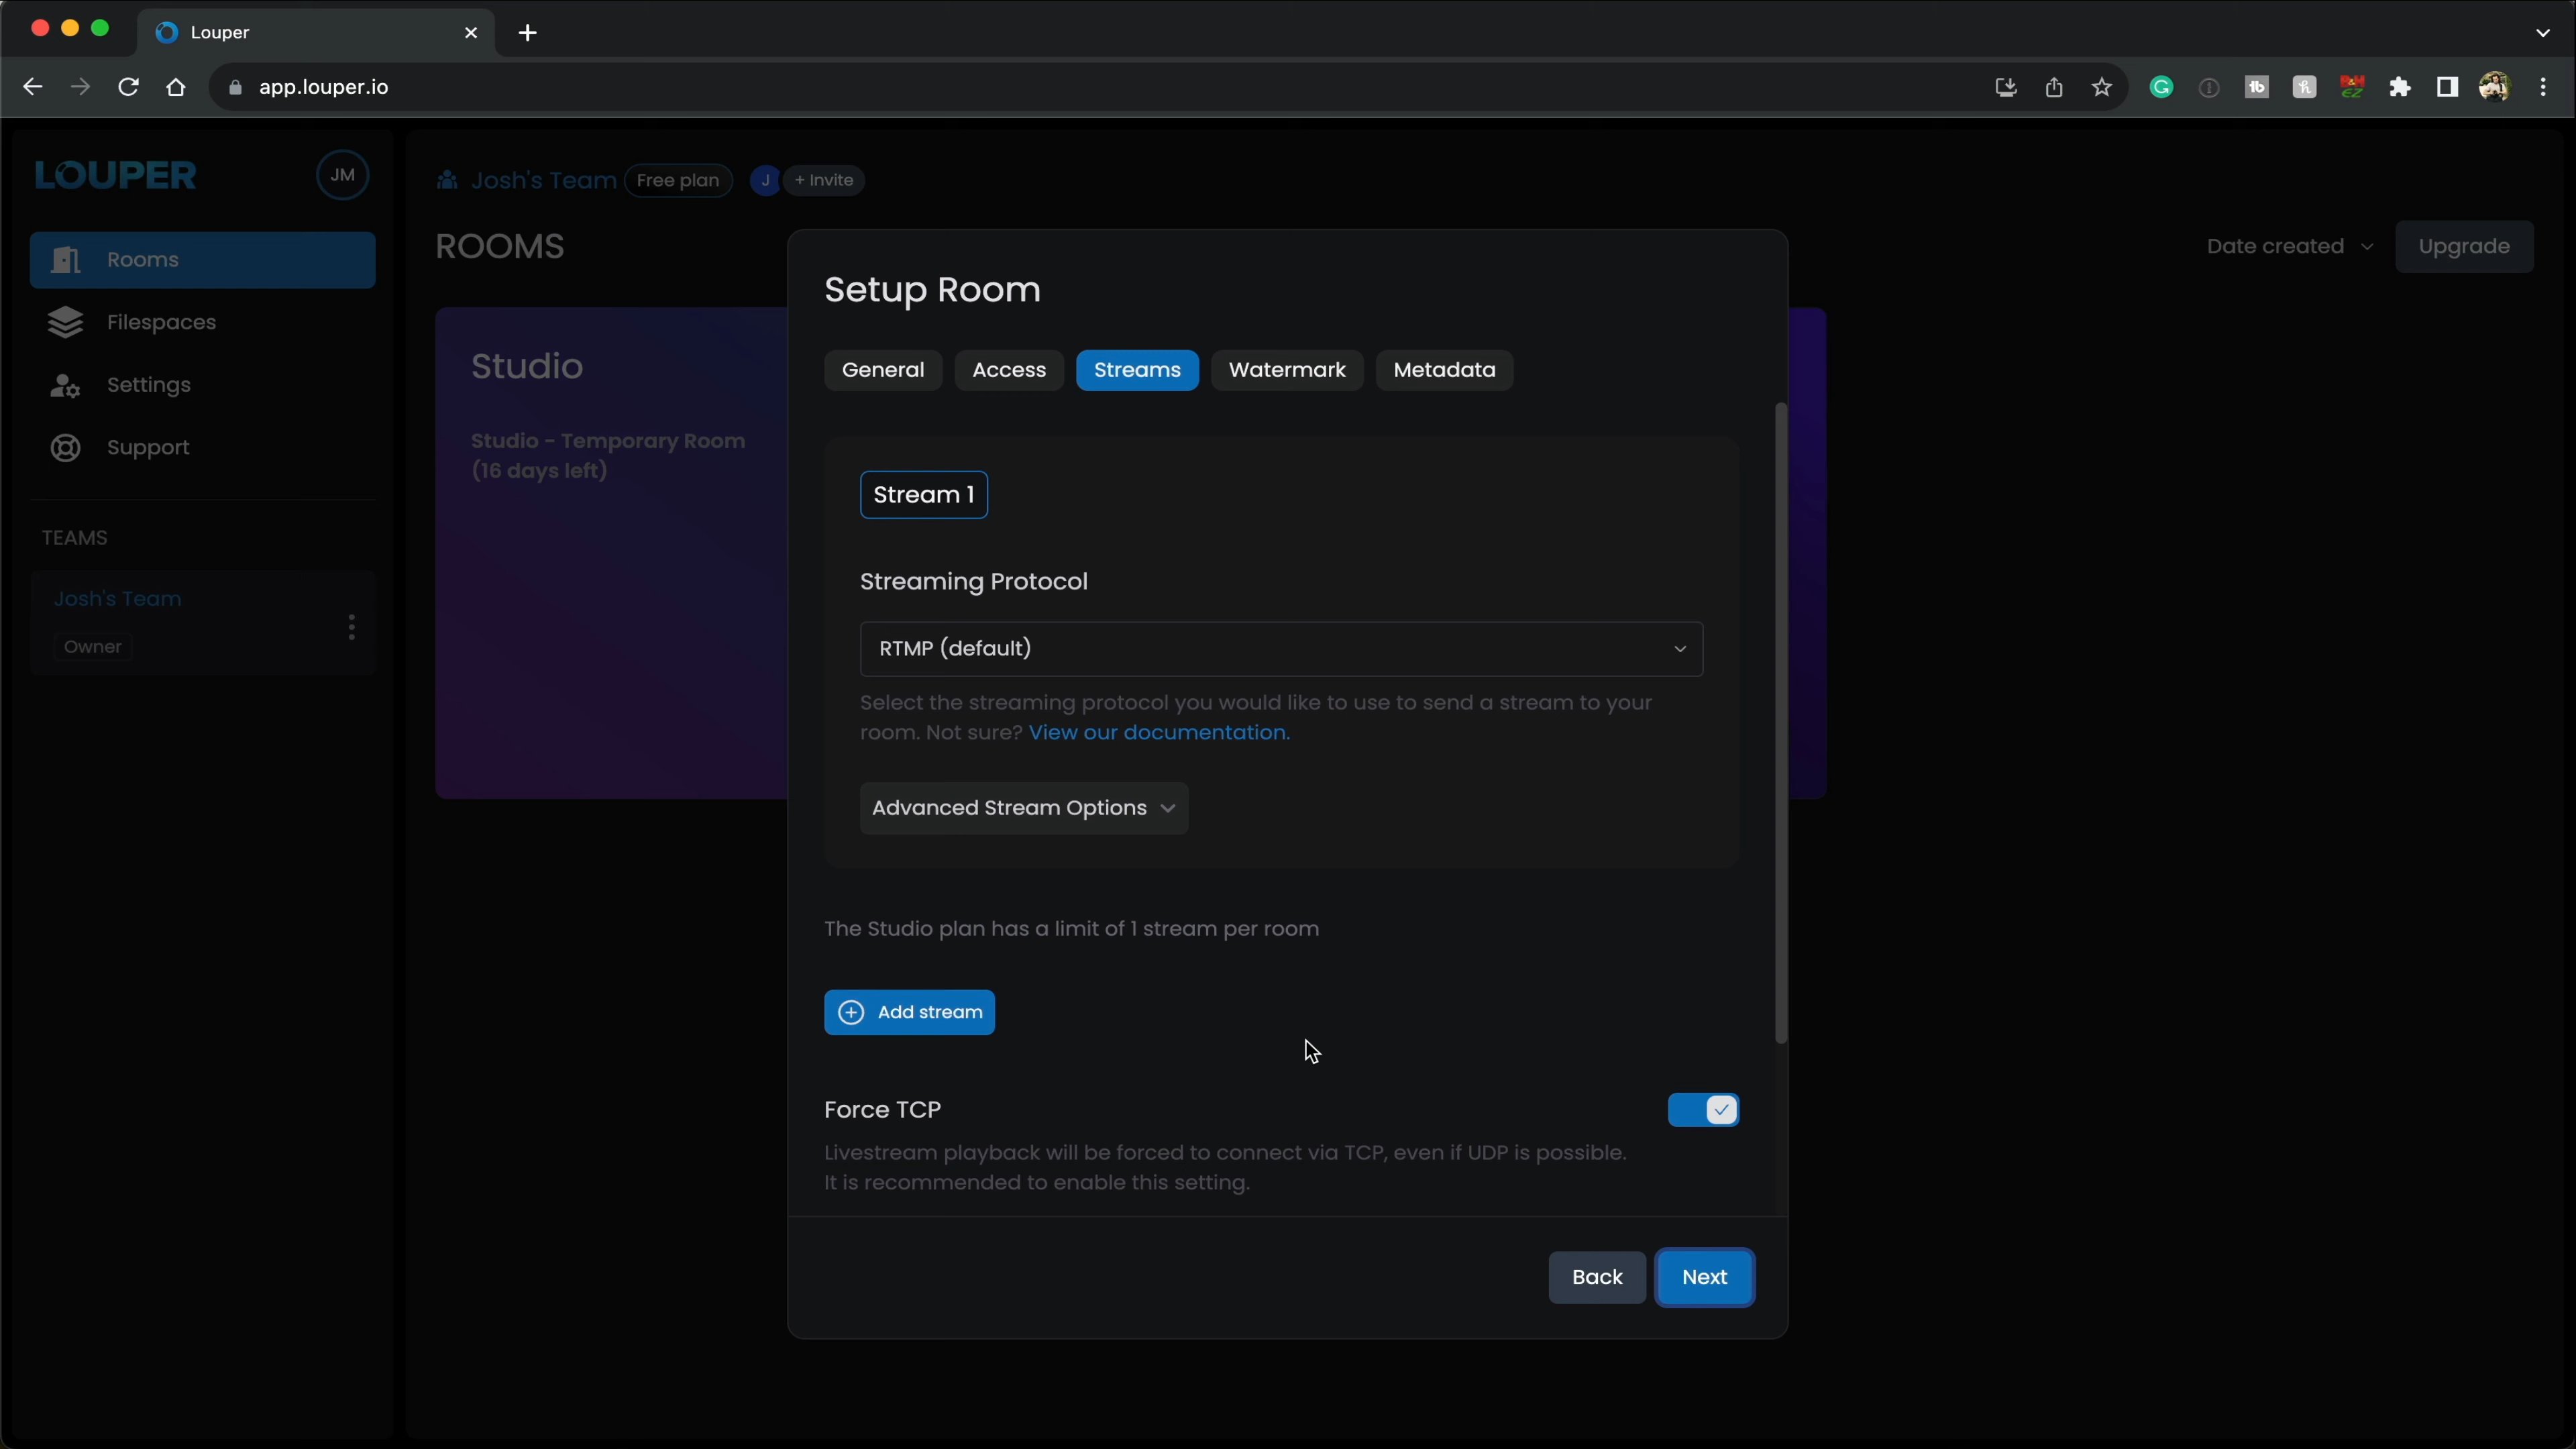 Louper
app.louper.io
LOUPER
JM
Rooms
Filespaces
Settings
Support
TEAMS
Josh's Team
Owner
Josh's Team Free plan J + Invite
ROOMS
Date created Upgrade
Studio
Studio - Temporary Room
(16 days left)
Setup Room
General Access Streams Watermark Metadata
Stream 1
Streaming Protocol
RTMP (default)
Select the streaming protocol you would like to use to send a stream to your
room. Not sure? View our documentation.
Advanced Stream Options
The Studio plan has a limit of 1 stream per room
Add stream
Force TCP
Livestream playback will be forced to connect via TCP, even if UDP is possible.
It is recommended to enable this setting.
Back Next